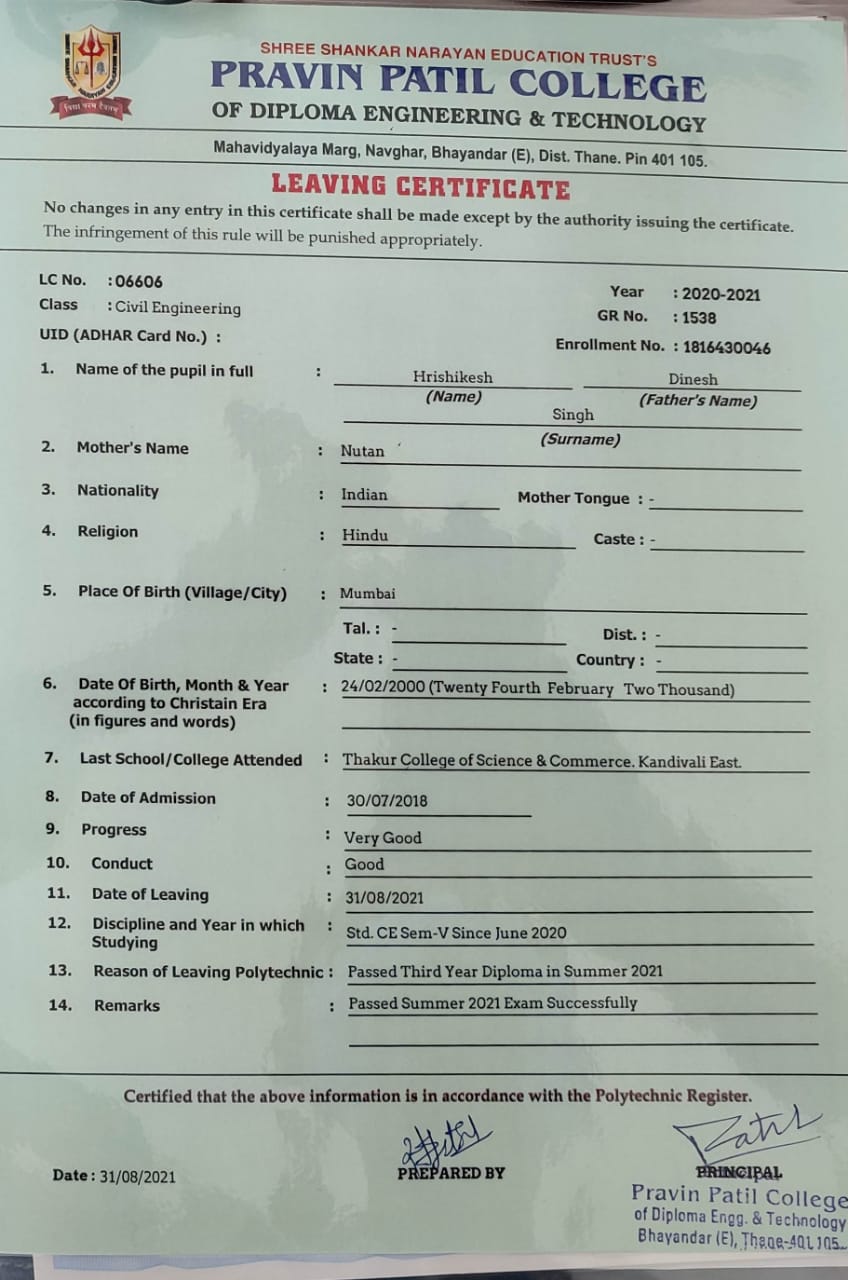 SHREE SHANKAR NARAYAN EDUCATION TRUST'S
PRAVIN PATIL COLLEGE
OF DIPLOMA ENGINEERING & TECHNOLOGY
Mahavidyalaya Marg, Navghar, Bhayandar (E), Dist. Thane. Pin 401 105.
LEAVING CERTIFICATE
No changes in any entry in this certificate shall be made except by the authority issuing the certificate.
The infringement of this rule will be punished appropriately.
LC No. : 06606
Year : 2020-2021
Class : Civil Engineering
GR No. : 1538
UID (ADHAR Card No.) :
Enrollment No. : 1816430046
1. Name of the pupil in full : Hrishikesh Dinesh
(Name) (Father's Name)
Singh
(Surname)
2. Mother's Name : Nutan
3. Nationality : Indian Mother Tongue : -
4. Religion : Hindu Caste : -
5. Place Of Birth (Village/City) : Mumbai
Tal. : - Dist. : -
State : - Country : -
6. Date Of Birth, Month & Year : 24/02/2000 (Twenty Fourth February Two Thousand)
according to Christain Era
(in figures and words)
7. Last School/College Attended : Thakur College of Science & Commerce. Kandivali East.
8. Date of Admission : 30/07/2018
9. Progress : Very Good
10. Conduct : Good
11. Date of Leaving : 31/08/2021
12. Discipline and Year in which : Std. CE Sem-V Since June 2020
Studying
13. Reason of Leaving Polytechnic : Passed Third Year Diploma in Summer 2021
14. Remarks : Passed Summer 2021 Exam Successfully
Certified that the above information is in accordance with the Polytechnic Register.
Patil
Date : 31/08/2021 PREPARED BY PRINCIPAL
Pravin Patil College
of Diploma Engg. & Technology
Bhayandar (E), Thane-401 105.